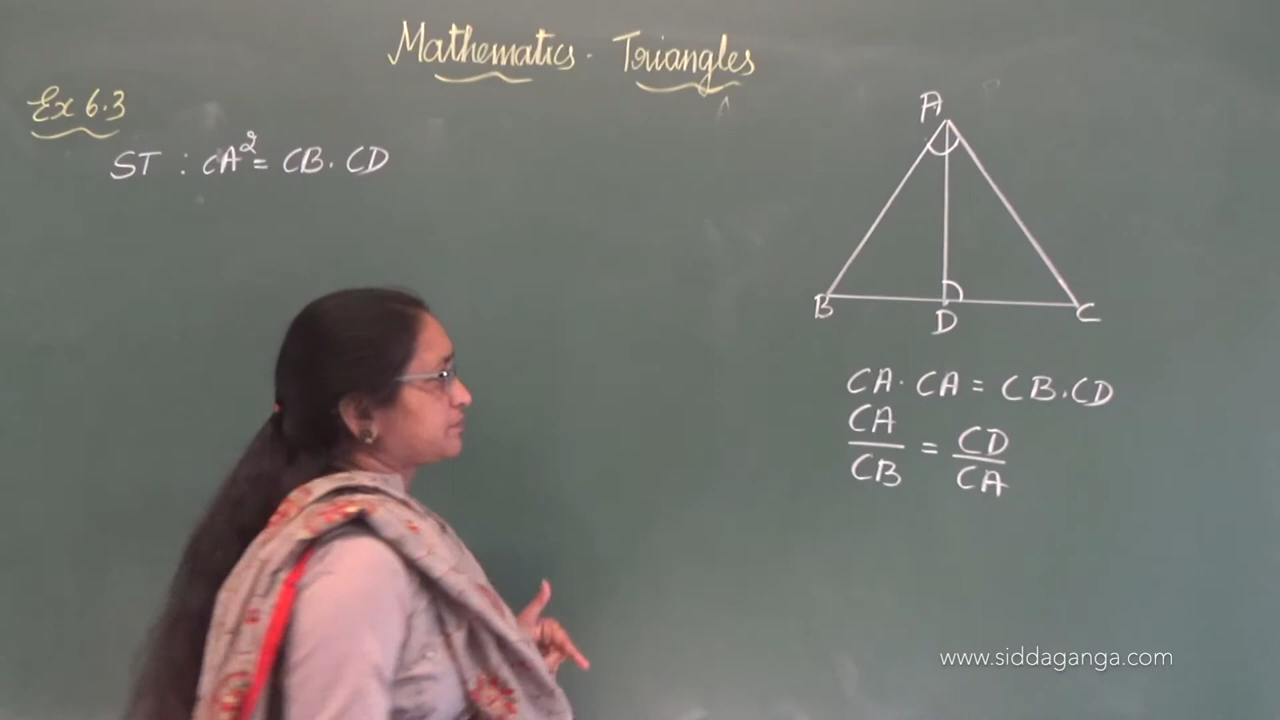 Mathematics - Triangles
Ex 6.3
ST : CA² = CB. CD
A
B
D
C
CA. CA = CB.CD
CA/CB = CD/CA
www.siddaganga.com